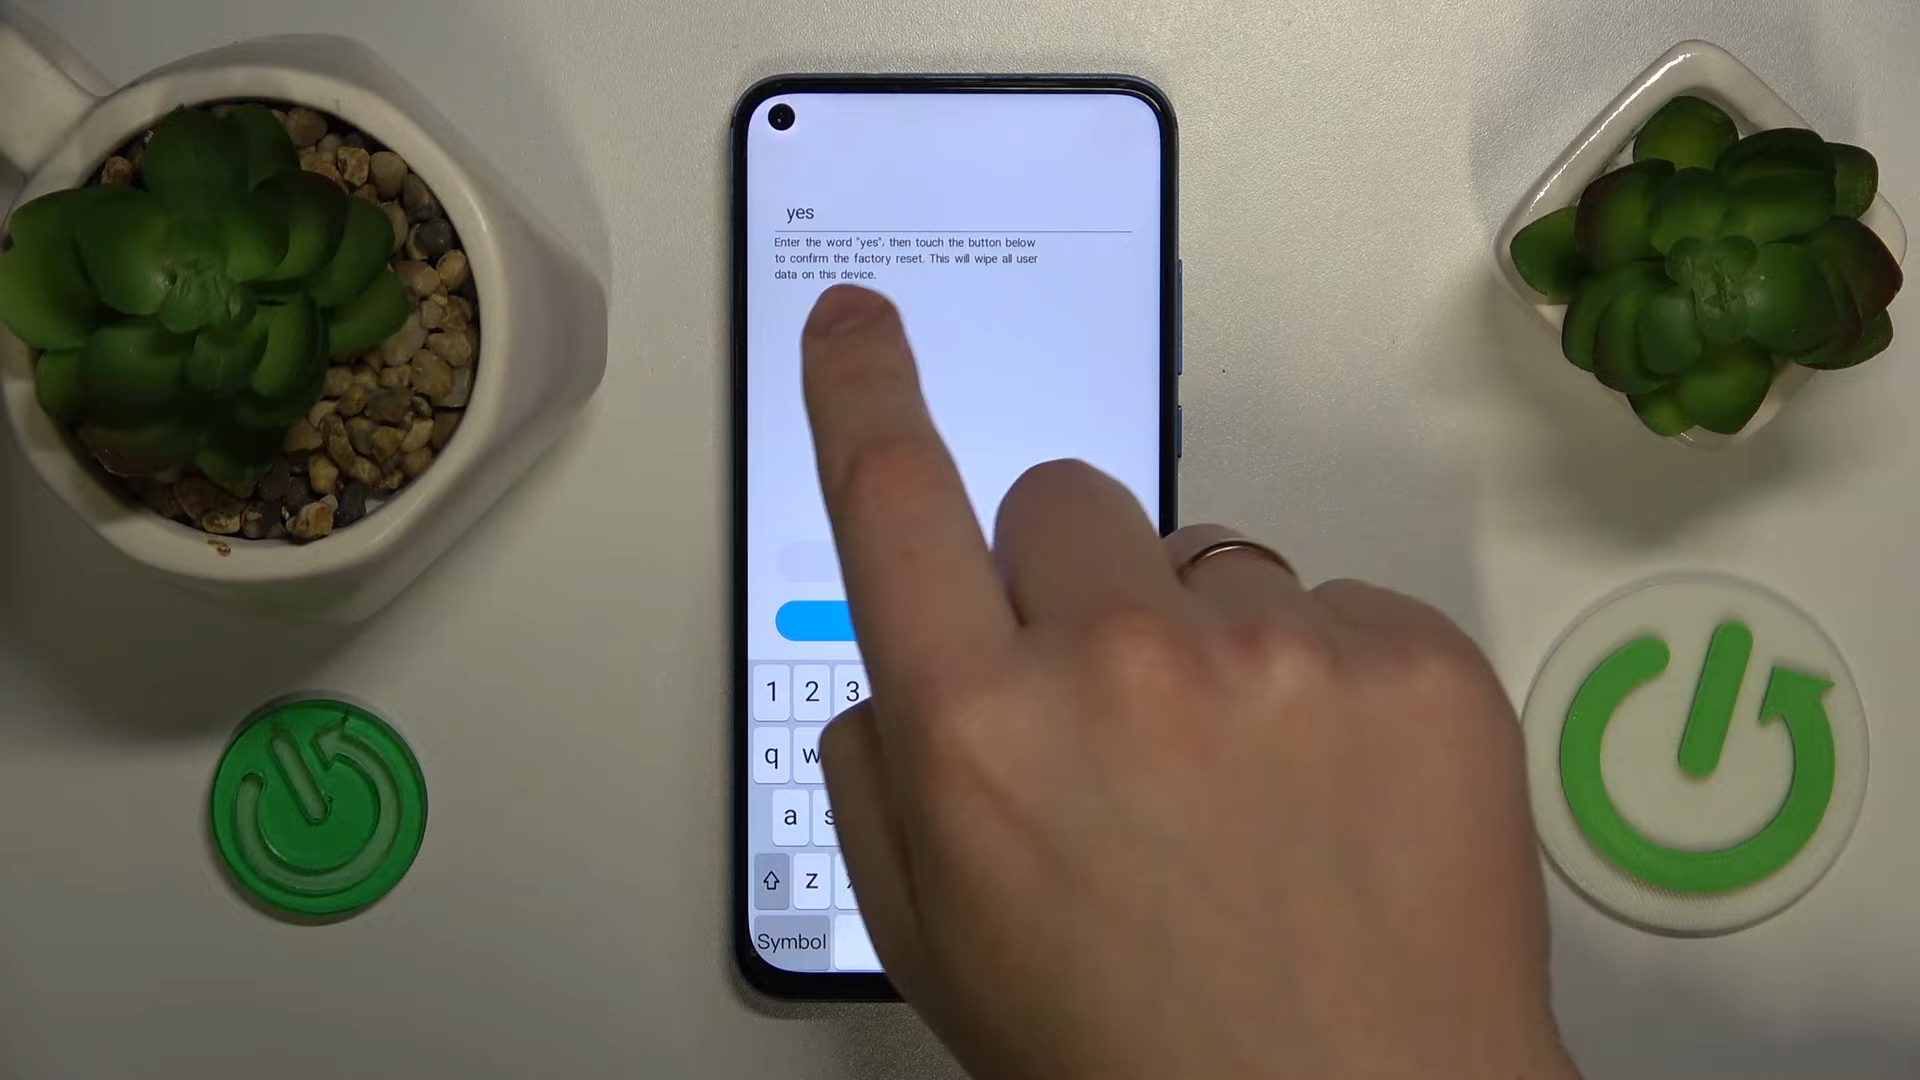 yes
Enter the word "yes", then touch the button below
to confirm the factory reset. This will wipe all user
data on this device.
1 2 3
q w
a s
z
Symbol